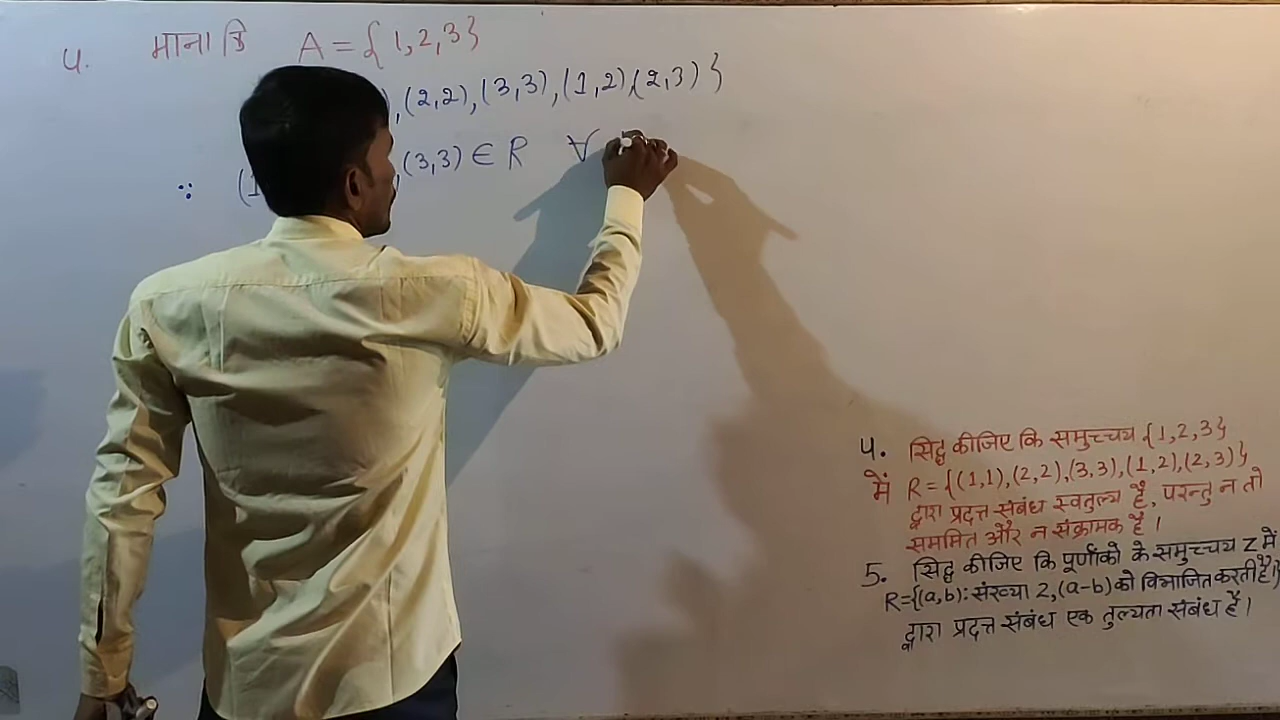 4. माना कि A = {1,2,3}
),(2,2),(3,3),(1,2),(2,3)}
∵ (1 ,(3,3) ∈ R ∀
4. सिद्ध कीजिए कि समुच्चय {1,2,3}
में R={(1,1),(2,2),(3,3),(1,2),(2,3)}
द्वारा प्रदत्त संबंध स्वतुल्य है, परन्तु न तो
सममित और न संक्रामक है।
5. सिद्ध कीजिए कि पूर्णांको के समुच्चय Z में
R={(a,b): संख्या 2,(a-b) को विभाजित करती है}
द्वारा प्रदत्त संबंध एक तुल्यता संबंध है।